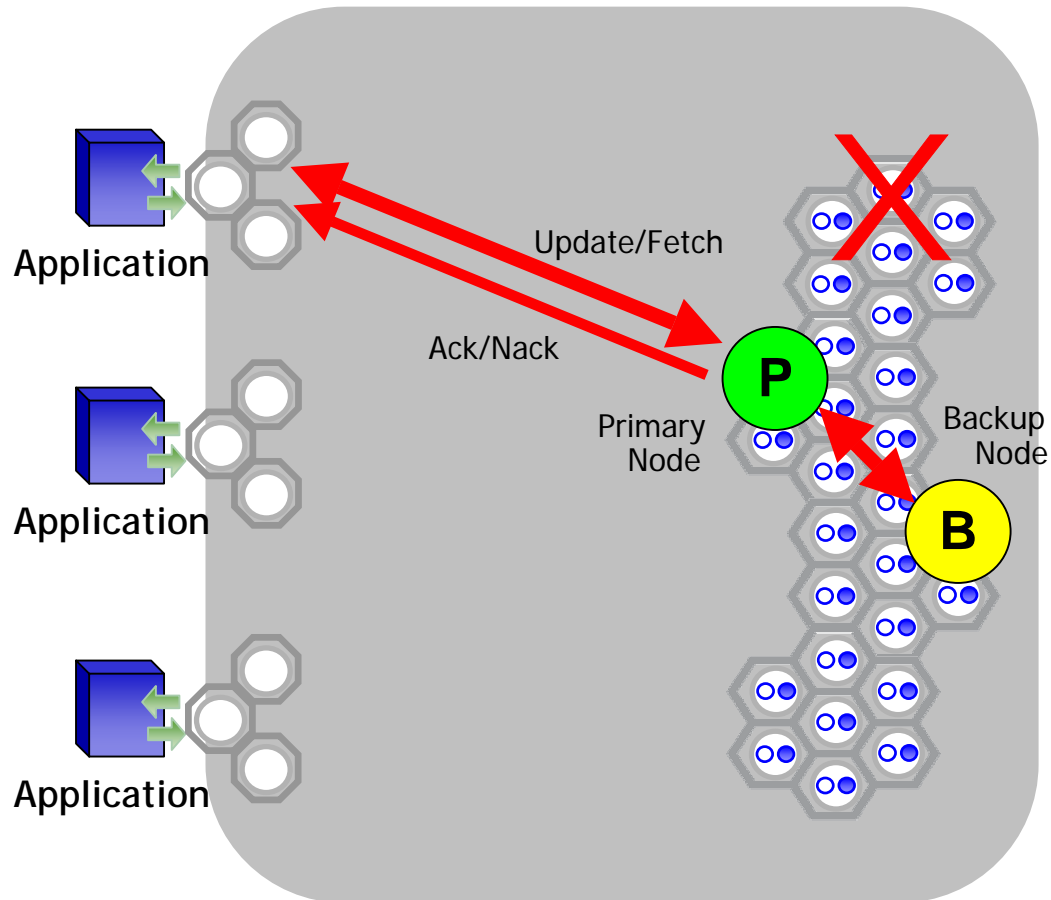 Application
Update/Fetch
Ack/Nack
P
Primary
Node
Backup
Node
B
Application
Application